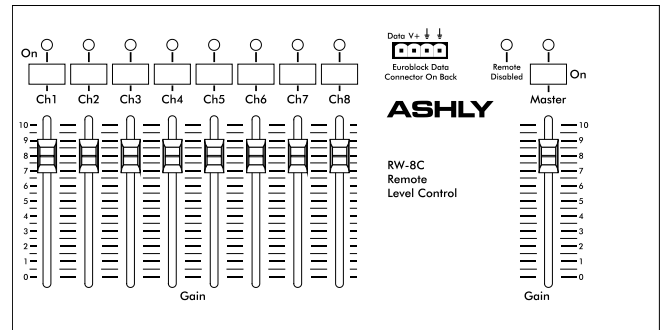 Data V+
On
Euroblock Data
Connector On Back
Remote
Disabled
On
Ch1 Ch2 Ch3 Ch4 Ch5 Ch6 Ch7 Ch8
Master
ASHLY
RW-8C
Remote
Level Control
10
9
8
7
6
5
4
3
2
1
0
10
9
8
7
6
5
4
3
2
1
0
Gain
Gain